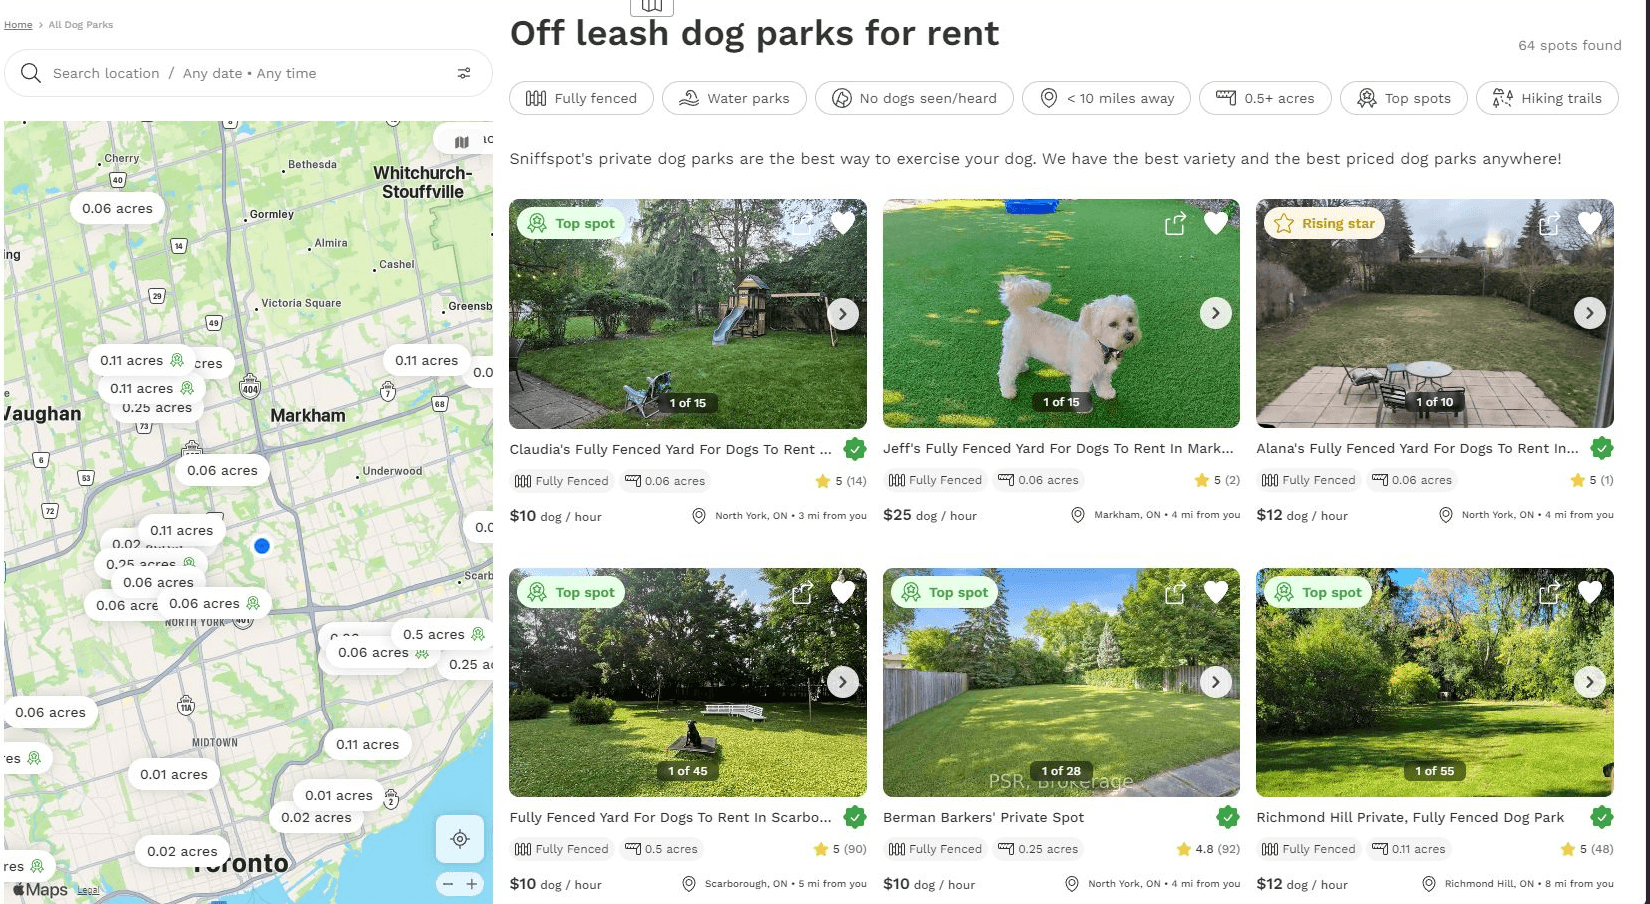 Home > All Dog Parks
Search location / Any date • Any time
Off leash dog parks for rent
64 spots found
Fully fenced
Water parks
No dogs seen/heard
< 10 miles away
0.5+ acres
Top spots
Hiking trails
Sniffspot's private dog parks are the best way to exercise your dog. We have the best variety and the best priced dog parks anywhere!
Cherry
40
Bethesda
Whitchurch-
Stouffville
0.06 acres
Gormley
14
Almira
Cashel
29
Victoria Square
Greensb
49
0.11 acres
cres
0.11 acres
0.0
0.11 acres
404
7
0.25 acres
68
Vaughan
Markham
73
6
0.06 acres
53
Underwood
72
0.11 acres
0.02
0.25 acres
0.06 acres
Scarb
0.06 acre
0.06 acres
NORTH YORK
401
0.5 acres
0.06 acres
0.25 ac
0.06 acres
11A
MIDTOWN
0.11 acres
res
0.01 acres
0.01 acres
2
0.02 acres
0.02 acres
Toronto
res
Maps
Legal
Top spot
1 of 15
Claudia's Fully Fenced Yard For Dogs To Rent ...
Fully Fenced
0.06 acres
5 (14)
$10 dog / hour
North York, ON • 3 mi from you
1 of 15
Jeff's Fully Fenced Yard For Dogs To Rent In Mark...
Fully Fenced
0.06 acres
5 (2)
$25 dog / hour
Markham, ON • 4 mi from you
Rising star
1 of 10
Alana's Fully Fenced Yard For Dogs To Rent In...
Fully Fenced
0.06 acres
5 (1)
$12 dog / hour
North York, ON • 4 mi from you
Top spot
1 of 45
Fully Fenced Yard For Dogs To Rent In Scarbo...
Fully Fenced
0.5 acres
5 (90)
$10 dog / hour
Scarborough, ON • 5 mi from you
Top spot
1 of 28
PSR, Brokerage
Berman Barkers' Private Spot
Fully Fenced
0.25 acres
4.8 (92)
$10 dog / hour
North York, ON • 4 mi from you
Top spot
1 of 55
Richmond Hill Private, Fully Fenced Dog Park
Fully Fenced
0.11 acres
5 (48)
$12 dog / hour
Richmond Hill, ON • 8 mi from you